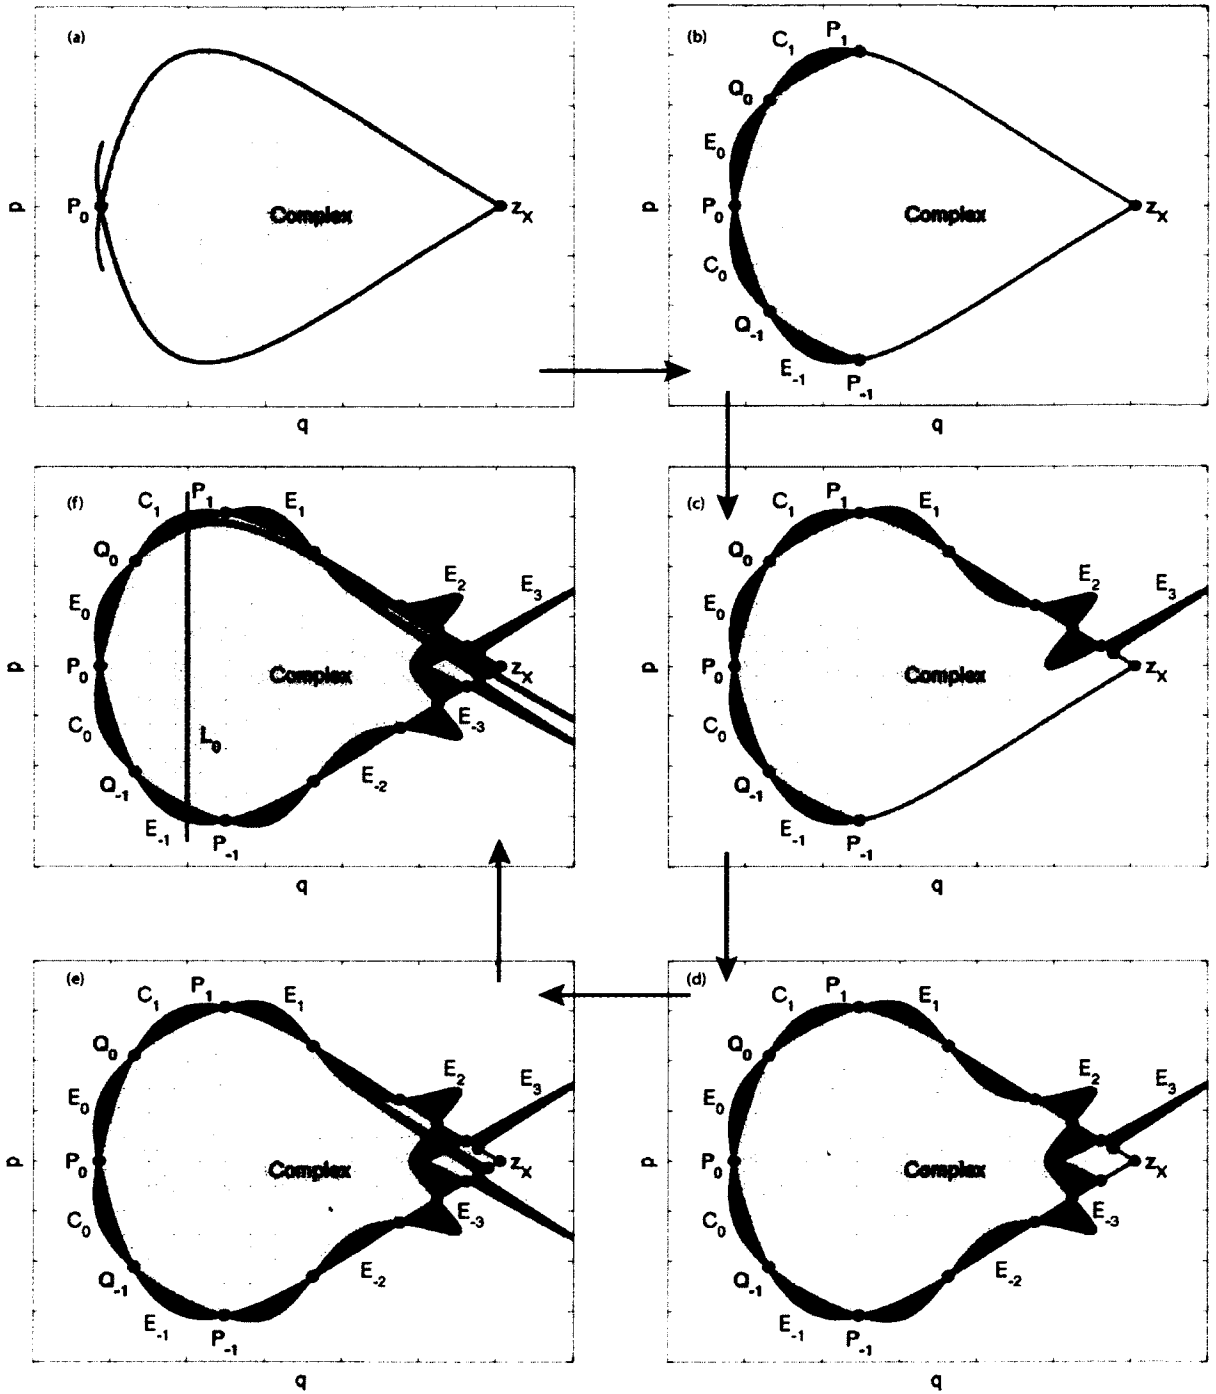 (a)
P0
Complex
zX
p
q
(b)
C1
P1
Q0
E0
P0
Complex
zX
C0
Q-1
E-1
P-1
p
q
(f)
C1
P1
E1
Q0
E0
E2
E3
P0
Complex
zX
C0
L0
E-3
Q-1
E-2
E-1
P-1
p
q
(c)
C1
P1
E1
Q0
E0
E2
E3
P0
Complex
zX
C0
Q-1
E-1
P-1
p
q
(e)
C1
P1
E1
Q0
E0
E2
E3
P0
Complex
zX
C0
E-3
Q-1
E-2
E-1
P-1
p
q
(d)
C1
P1
E1
Q0
E0
E2
E3
P0
Complex
zX
C0
E-3
Q-1
E-2
E-1
P-1
p
q